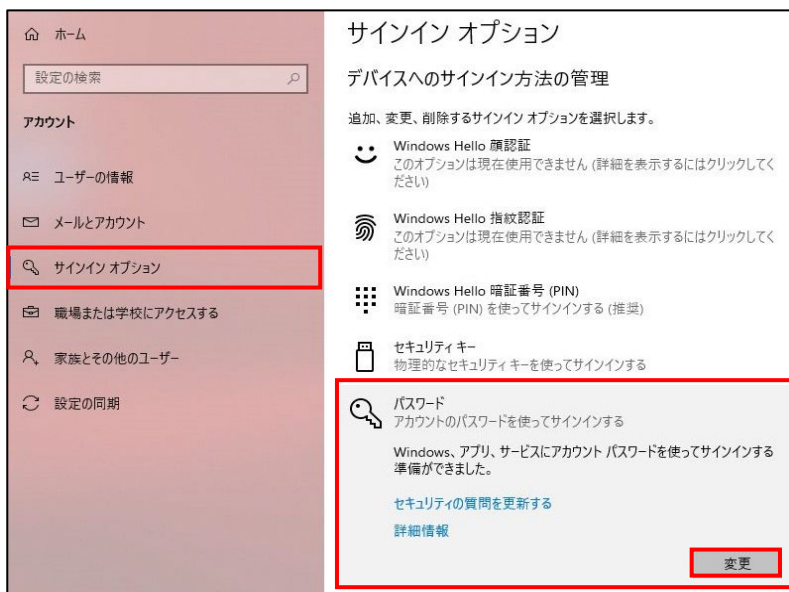 ホーム
設定の検索
アカウント
ユーザーの情報
メールとアカウント
サインイン オプション
職場または学校にアクセスする
家族とその他のユーザー
設定の同期
サインイン オプション
デバイスへのサインイン方法の管理
追加、変更、削除するサインイン オプションを選択します。
Windows Hello 顔認証
このオプションは現在使用できません (詳細を表示するにはクリックしてく
ださい)
Windows Hello 指紋認証
このオプションは現在使用できません (詳細を表示するにはクリックしてく
ださい)
Windows Hello 暗証番号 (PIN)
暗証番号 (PIN) を使ってサインインする (推奨)
セキュリティ キー
物理的なセキュリティ キーを使ってサインインする
パスワード
アカウントのパスワードを使ってサインインする
Windows、アプリ、サービスにアカウント パスワードを使ってサインインする
準備ができました。
セキュリティの質問を更新する
詳細情報
変更